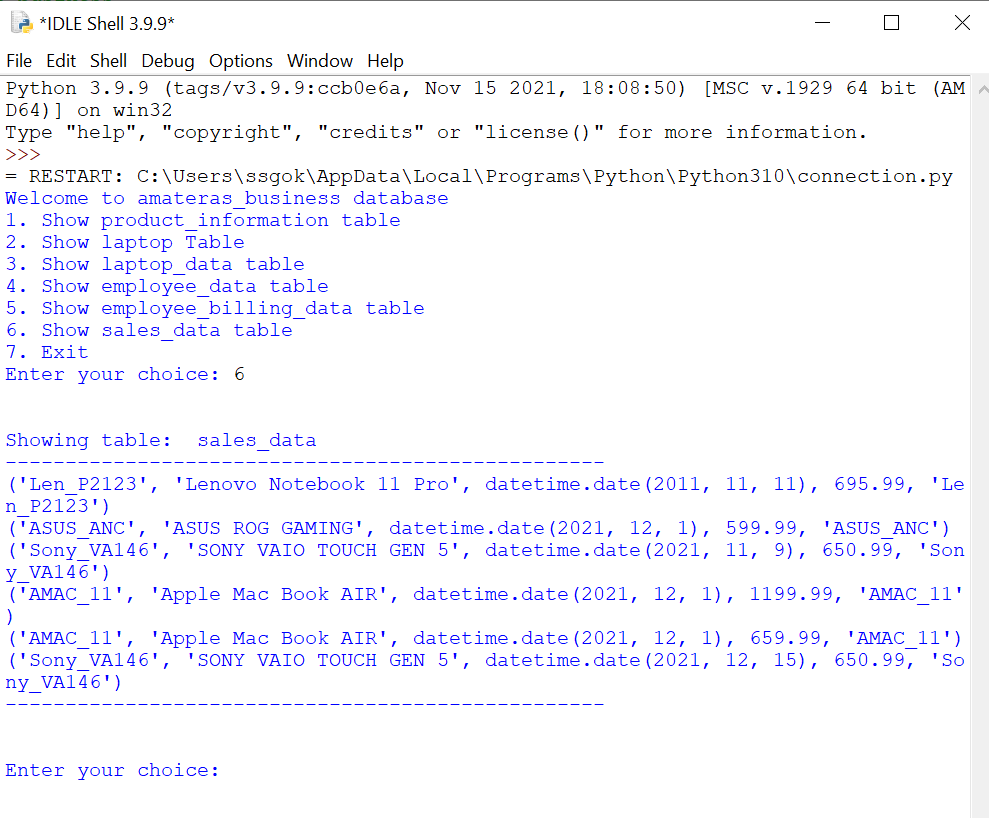 *IDLE Shell 3.9.9*
File Edit Shell Debug Options Window Help
Python 3.9.9 (tags/v3.9.9:ccb0e6a, Nov 15 2021, 18:08:50) [MSC v.1929 64 bit (AM
D64)] on win32
Type "help", "copyright", "credits" or "license()" for more information.
>>>
= RESTART: C:\Users\ssgok\AppData\Local\Programs\Python\Python310\connection.py
Welcome to amateras_business database
1. Show product_information table
2. Show laptop Table
3. Show laptop_data table
4. Show employee_data table
5. Show employee_billing_data table
6. Show sales_data table
7. Exit
Enter your choice: 6
Showing table:  sales_data
--------------------------------------------------
('Len_P2123', 'Lenovo Notebook 11 Pro', datetime.date(2011, 11, 11), 695.99, 'Le
n_P2123')
('ASUS_ANC', 'ASUS ROG GAMING', datetime.date(2021, 12, 1), 599.99, 'ASUS_ANC')
('Sony_VA146', 'SONY VAIO TOUCH GEN 5', datetime.date(2021, 11, 9), 650.99, 'Son
y_VA146')
('AMAC_11', 'Apple Mac Book AIR', datetime.date(2021, 12, 1), 1199.99, 'AMAC_11'
)
('AMAC_11', 'Apple Mac Book AIR', datetime.date(2021, 12, 1), 659.99, 'AMAC_11')
('Sony_VA146', 'SONY VAIO TOUCH GEN 5', datetime.date(2021, 12, 15), 650.99, 'So
ny_VA146')
--------------------------------------------------
Enter your choice: